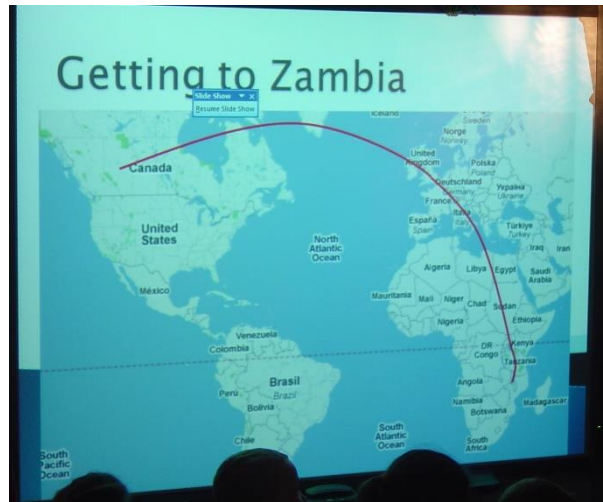 Getting to Zambia
Slide Show
Resume Slide Show
Iceland
Sweden
Norge
Norway
Canada
United
Kingdom
Polska
Poland
Deutschland
Germany
Україна
Ukraine
France
Italia
Italy
España
Spain
Türkiye
Turkey
United
States
North
Atlantic
Ocean
Iraq
Iran
Algeria
Libya
Egypt
Saudi
Arabia
México
Mauritania
Mali
Niger
Chad
Sudan
Nigeria
Ethiopia
Venezuela
Colombia
DR
Congo
Kenya
Tanzania
Brasil
Brazil
Perú
Bolivia
Angola
Namibia
Botswana
Madagascar
Chile
South
Atlantic
Ocean
South
Africa
South
Pacific
Ocean